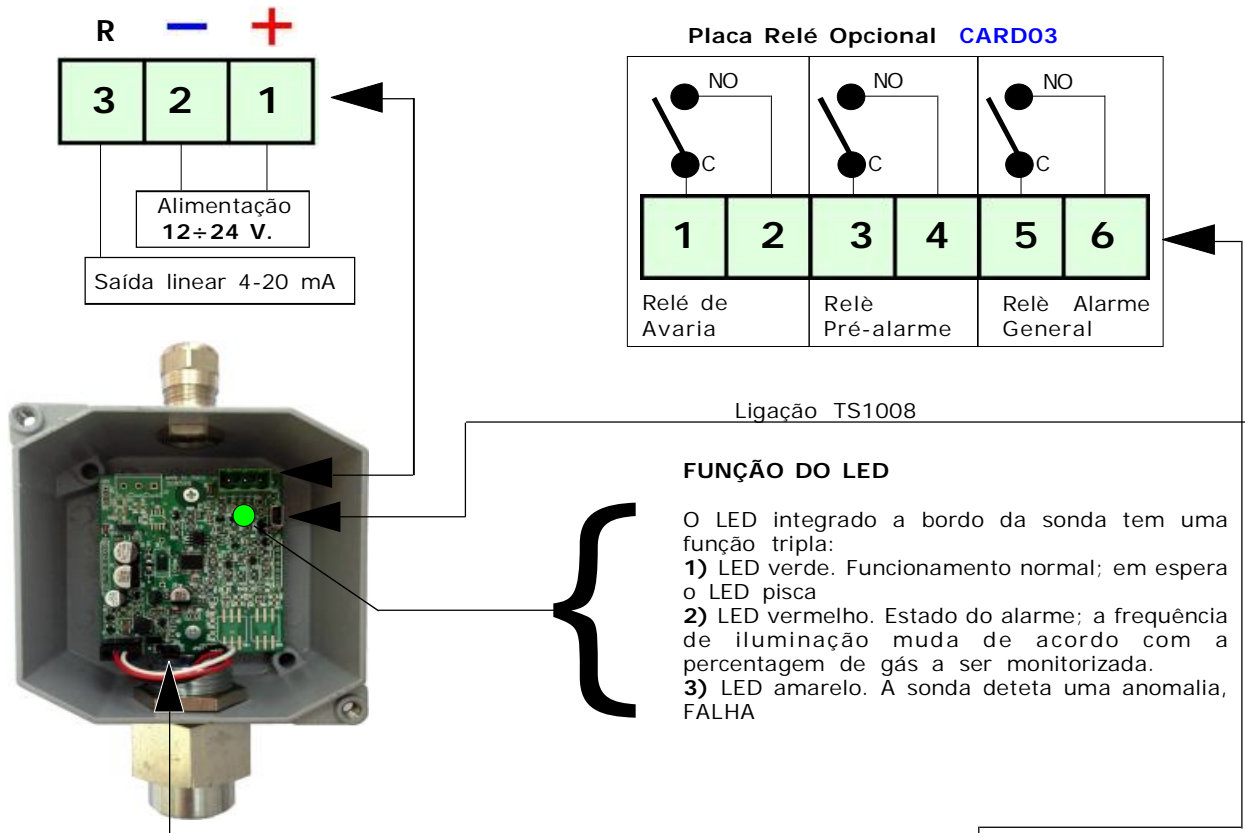 R − +
3 2 1
Alimentação
12÷24 V.
Saída linear 4-20 mA
Placa Relé Opcional CARD03
NO NO NO
C C C
1 2 3 4 5 6
Relé de
Avaria
Relè
Pré-alarme
Relè Alarme
General
Ligação TS1008
FUNÇÃO DO LED
O LED integrado a bordo da sonda tem uma
função tripla:
1) LED verde. Funcionamento normal; em espera
o LED pisca
2) LED vermelho. Estado do alarme; a frequência
de iluminação muda de acordo com a
percentagem de gás a ser monitorizada.
3) LED amarelo. A sonda deteta uma anomalia,
FALHA